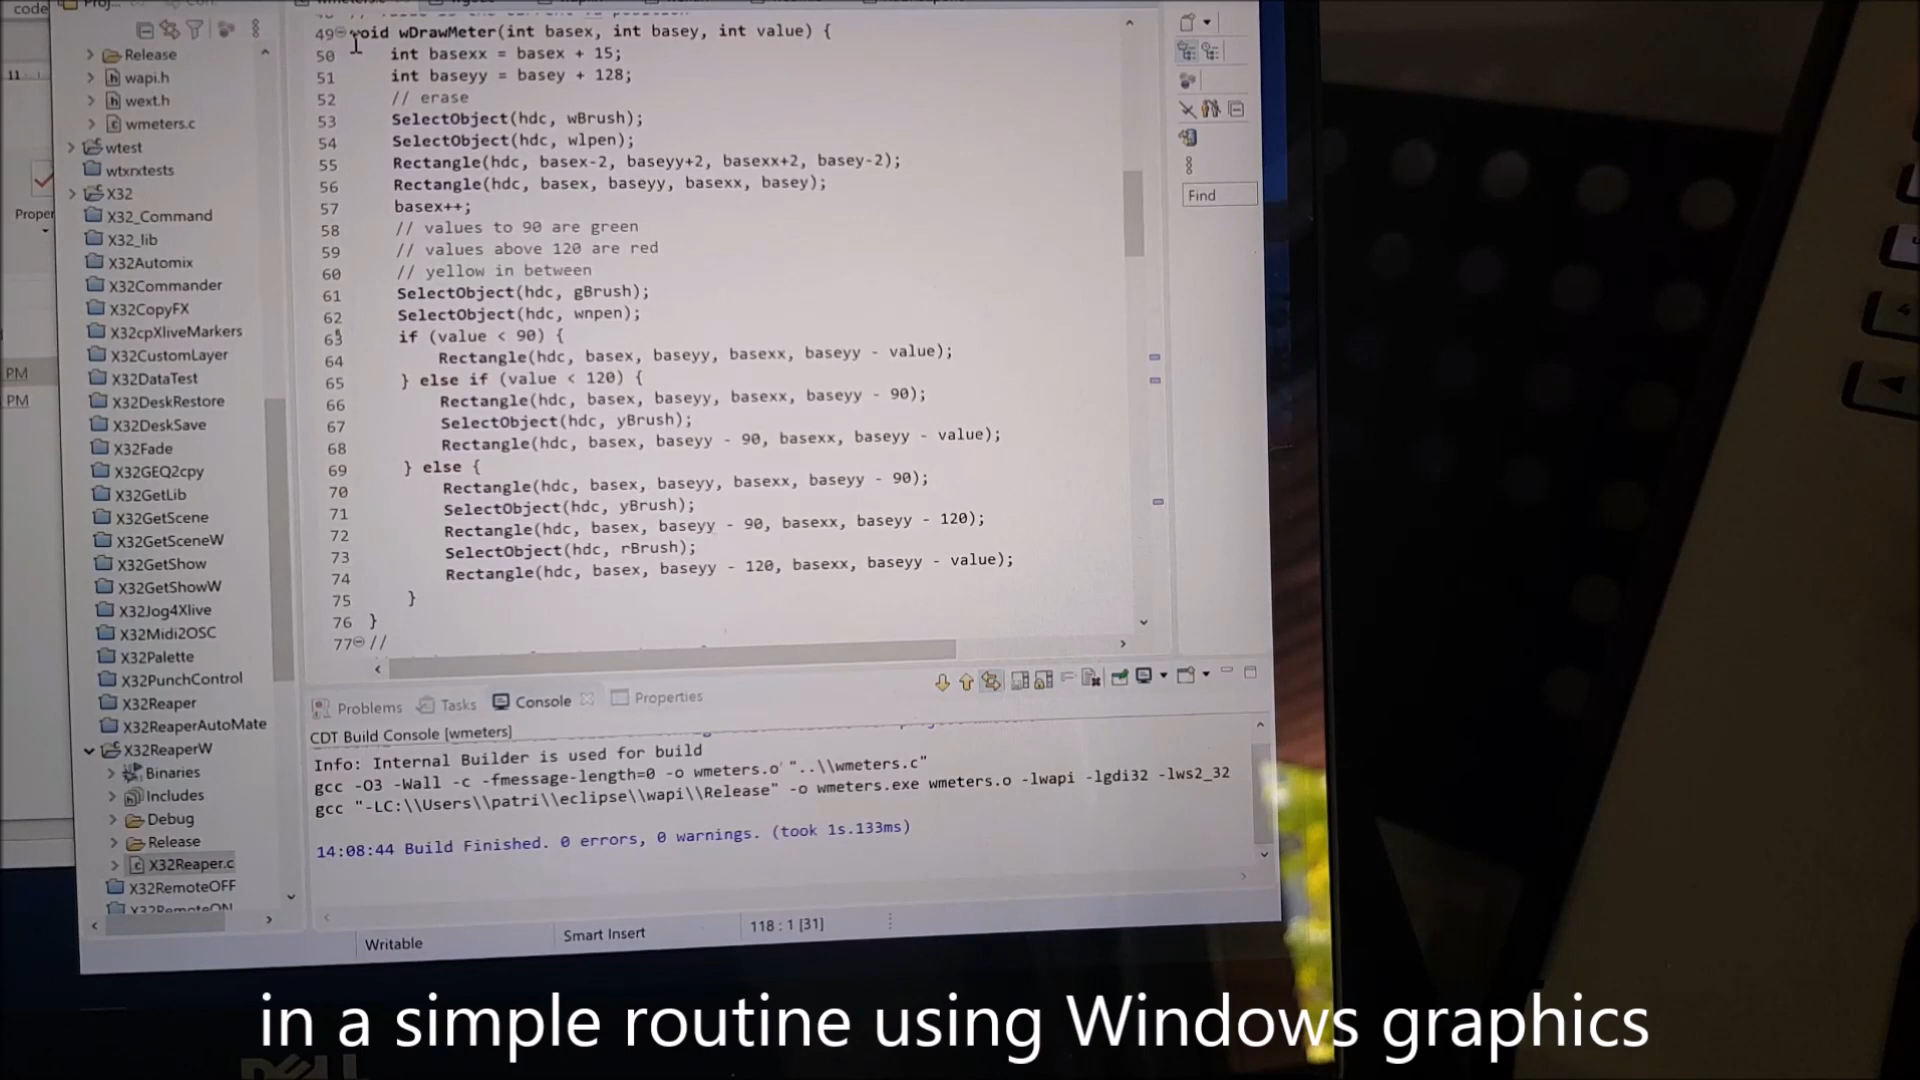 code
11
Proper
PM
PM
Release
wapi.h
wext.h
wmeters.c
wtest
wtxrxtests
X32
X32_Command
X32_lib
X32Automix
X32Commander
X32CopyFX
X32cpXliveMarkers
X32CustomLayer
X32DataTest
X32DeskRestore
X32DeskSave
X32Fade
X32GEQ2cpy
X32GetLib
X32GetScene
X32GetSceneW
X32GetShow
X32GetShowW
X32Jog4Xlive
X32Midi2OSC
X32Palette
X32PunchControl
X32Reaper
X32ReaperAutoMate
X32ReaperW
Binaries
Includes
Debug
Release
X32Reaper.c
X32RemoteOFF
X32RemoteON
49 void wDrawMeter(int basex, int basey, int value) {
50 int basexx = basex + 15;
51 int baseyy = basey + 128;
52 // erase
53 SelectObject(hdc, wBrush);
54 SelectObject(hdc, wlpen);
55 Rectangle(hdc, basex-2, baseyy+2, basexx+2, basey-2);
56 Rectangle(hdc, basex, baseyy, basexx, basey);
57 basex++;
58 // values to 90 are green
59 // values above 120 are red
60 // yellow in between
61 SelectObject(hdc, gBrush);
62 SelectObject(hdc, wnpen);
63 if (value < 90) {
64 Rectangle(hdc, basex, baseyy, basexx, baseyy - value);
65 } else if (value < 120) {
66 Rectangle(hdc, basex, baseyy, basexx, baseyy - 90);
67 SelectObject(hdc, yBrush);
68 Rectangle(hdc, basex, baseyy - 90, basexx, baseyy - value);
69 } else {
70 Rectangle(hdc, basex, baseyy, basexx, baseyy - 90);
71 SelectObject(hdc, yBrush);
72 Rectangle(hdc, basex, baseyy - 90, basexx, baseyy - 120);
73 SelectObject(hdc, rBrush);
74 Rectangle(hdc, basex, baseyy - 120, basexx, baseyy - value);
75 }
76 }
77 //
Find
Problems Tasks Console Properties
CDT Build Console [wmeters]
Info: Internal Builder is used for build
gcc -O3 -Wall -c -fmessage-length=0 -o wmeters.o "..\\wmeters.c"
gcc "-LC:\\Users\\patri\\eclipse\\wapi\\Release" -o wmeters.exe wmeters.o -lwapi -lgdi32 -lws2_32
14:08:44 Build Finished. 0 errors, 0 warnings. (took 1s.133ms)
Writable Smart Insert 118 : 1 [31]
in a simple routine using Windows graphics
DELL